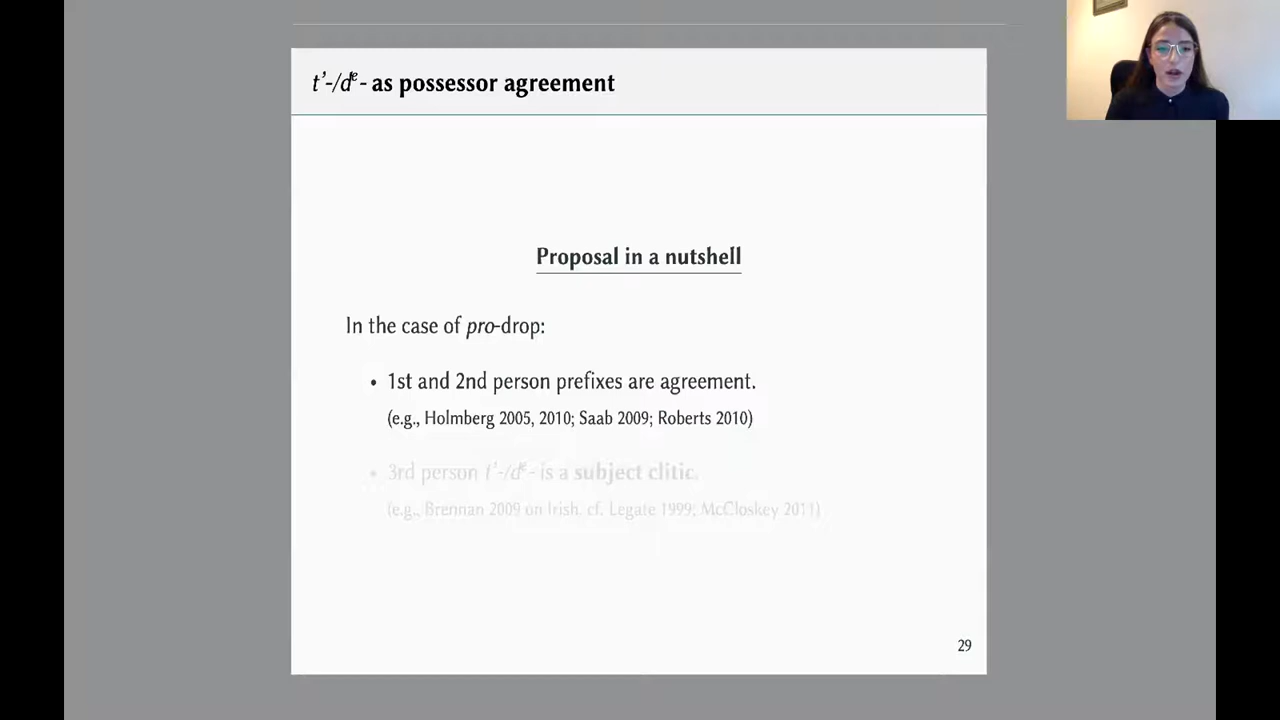 t'-/dᵉ- as possessor agreement
Proposal in a nutshell
In the case of pro-drop:
• 1st and 2nd person prefixes are agreement.
(e.g., Holmberg 2005, 2010; Saab 2009; Roberts 2010)
• 3rd person t'-/dᵉ- is a subject clitic.
(e.g., Brennan 2009 on Irish. cf. Legate 1999; McCloskey 2011)
29